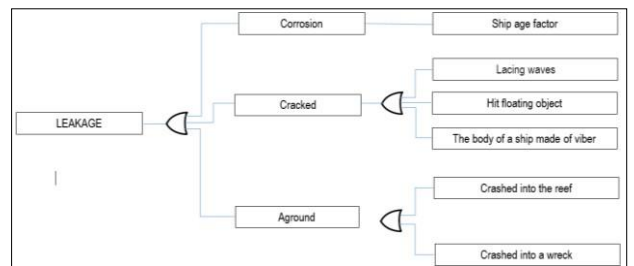 Corrosion
Ship age factor
Lacing waves
LEAKAGE
Cracked
Hit floating object
The body of a ship made of viber
Crashed into the reef
Aground
Crashed into a wreck